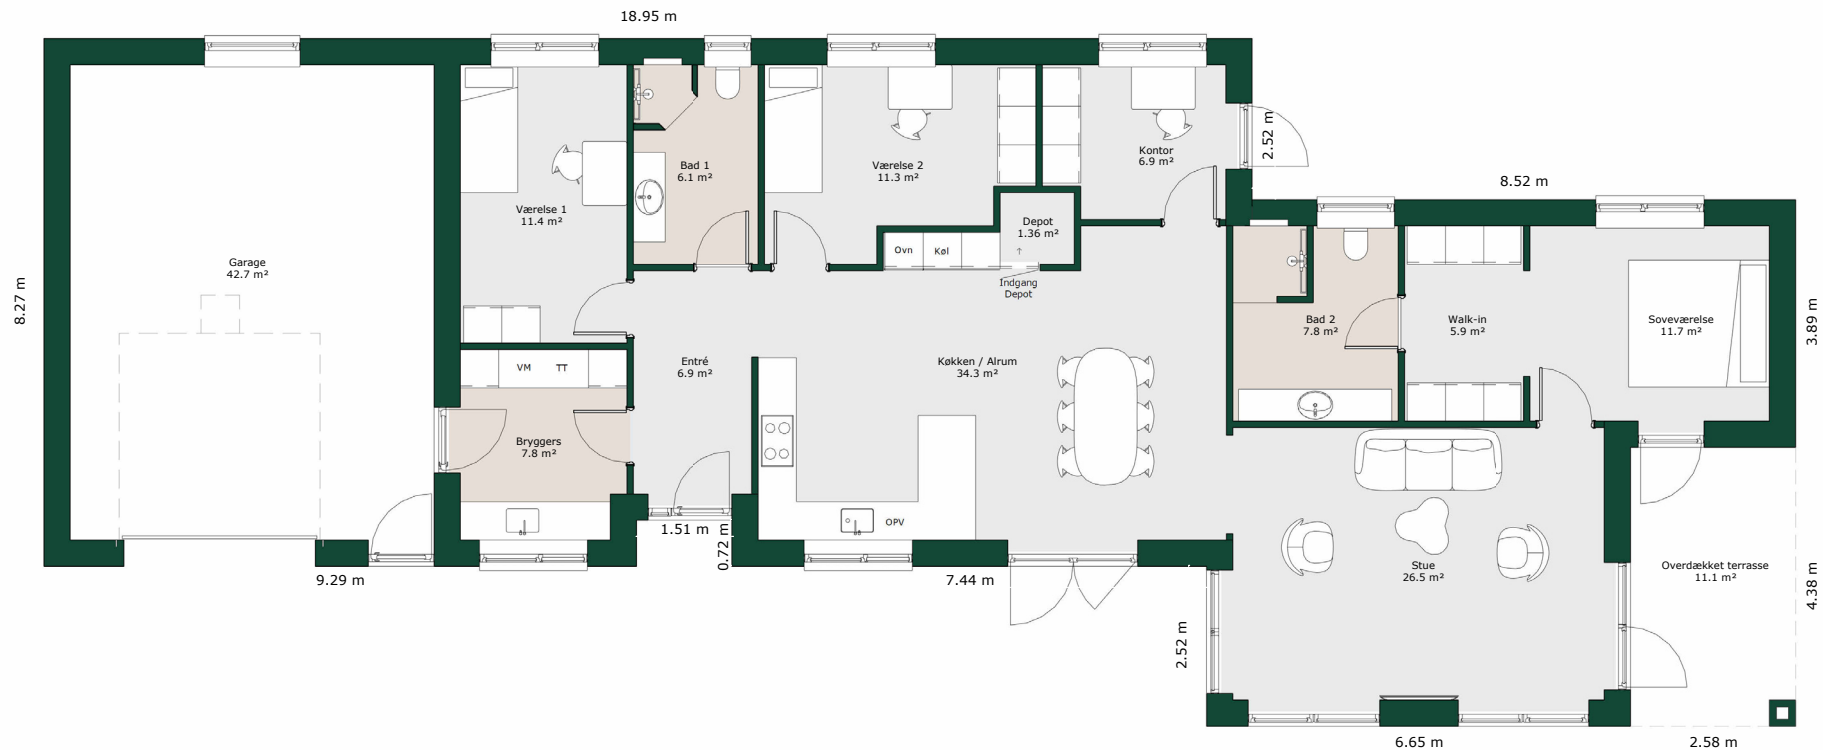 18.95 m
8.27 m
Garage
42.7 m²
Værelse 1
11.4 m²
Bad 1
6.1 m²
Værelse 2
11.3 m²
Kontor
6.9 m²
2.52 m
8.52 m
Depot
1.36 m²
Ovn
Køl
↑
Indgang
Depot
Bad 2
7.8 m²
Walk-in
5.9 m²
Soveværelse
11.7 m²
3.89 m
VM
TT
Entré
6.9 m²
Køkken / Alrum
34.3 m²
Bryggers
7.8 m²
OPV
1.51 m
0.72 m
9.29 m
7.44 m
Stue
26.5 m²
Overdækket terrasse
11.1 m²
4.38 m
2.52 m
6.65 m
2.58 m